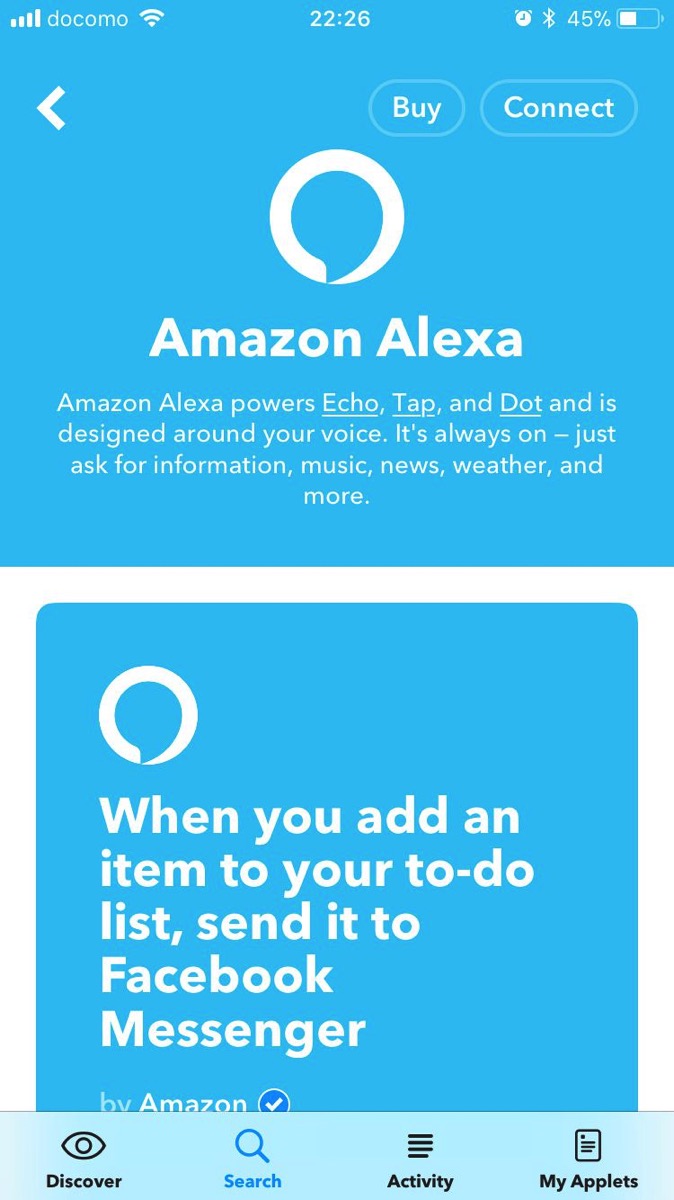 docomo 22:26 45%
Buy Connect
Amazon Alexa
Amazon Alexa powers Echo, Tap, and Dot and is
designed around your voice. It's always on – just
ask for information, music, news, weather, and
more.
When you add an
item to your to-do
list, send it to
Facebook
Messenger
by Amazon
Discover Search Activity My Applets